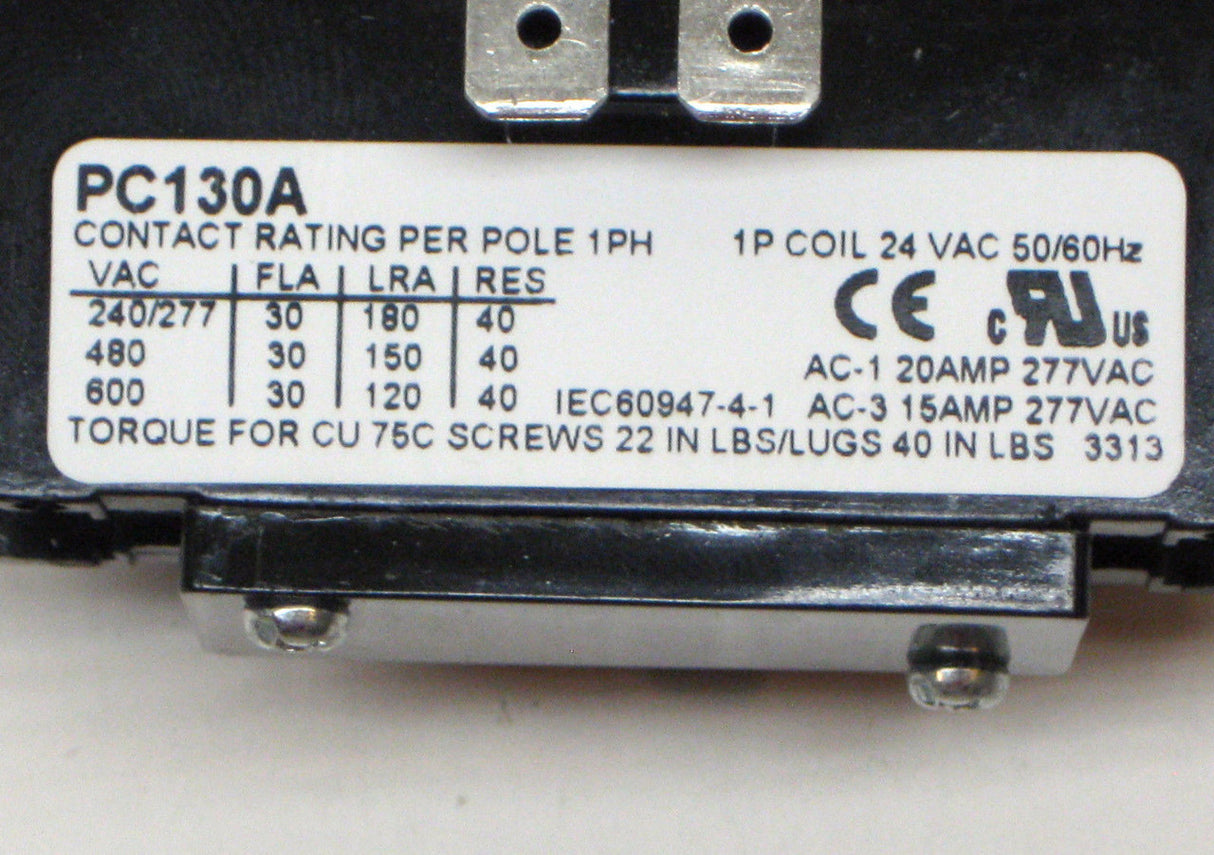 PC130A
CONTACT RATING PER POLE 1PH 1P COIL 24 VAC 50/60Hz
VAC FLA LRA RES
240/277 30 180 40
CE c RU US
480 30 150 40
AC-1 20AMP 277VAC
600 30 120 40 IEC60947-4-1 AC-3 15AMP 277VAC
TORQUE FOR CU 75C SCREWS 22 IN LBS/LUGS 40 IN LBS 3313